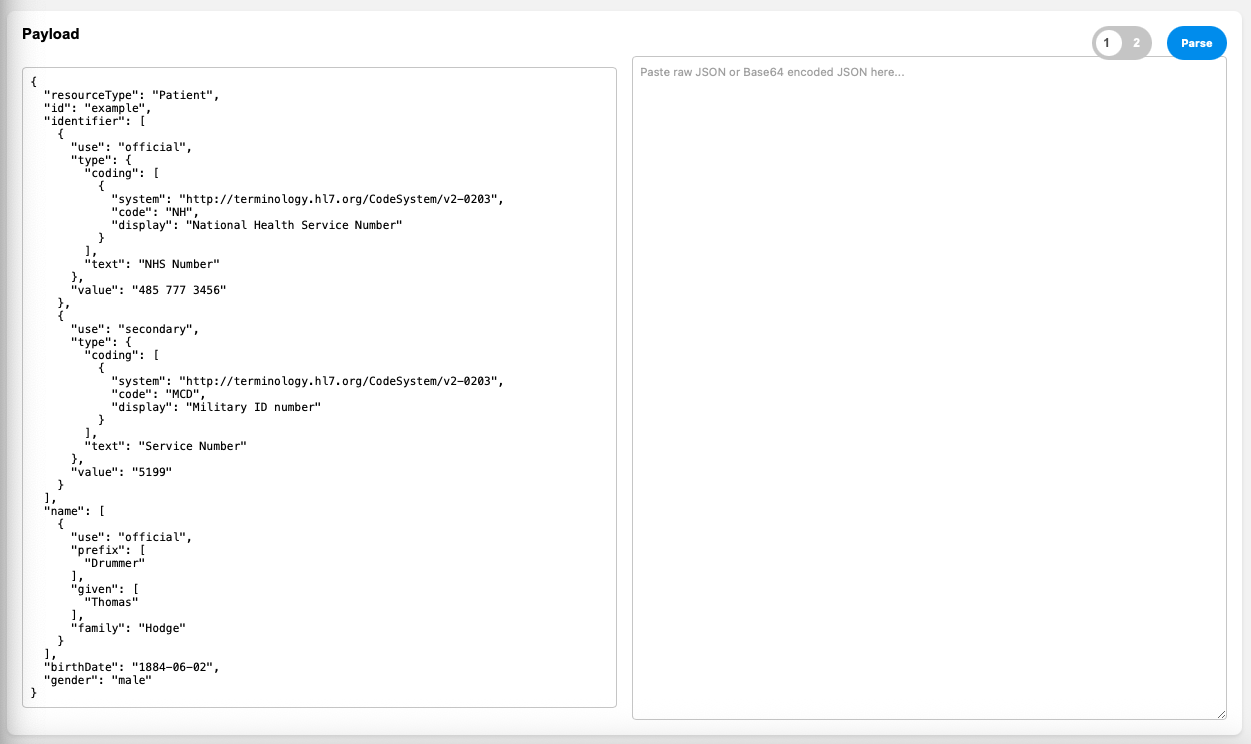 Payload
1 2
Parse
{
  "resourceType": "Patient",
  "id": "example",
  "identifier": [
    {
      "use": "official",
      "type": {
        "coding": [
          {
            "system": "http://terminology.hl7.org/CodeSystem/v2-0203",
            "code": "NH",
            "display": "National Health Service Number"
          }
        ],
        "text": "NHS Number"
      },
      "value": "485 777 3456"
    },
    {
      "use": "secondary",
      "type": {
        "coding": [
          {
            "system": "http://terminology.hl7.org/CodeSystem/v2-0203",
            "code": "MCD",
            "display": "Military ID number"
          }
        ],
        "text": "Service Number"
      },
      "value": "5199"
    }
  ],
  "name": [
    {
      "use": "official",
      "prefix": [
        "Drummer"
      ],
      "given": [
        "Thomas"
      ],
      "family": "Hodge"
    }
  ],
  "birthDate": "1884-06-02",
  "gender": "male"
}
Paste raw JSON or Base64 encoded JSON here...